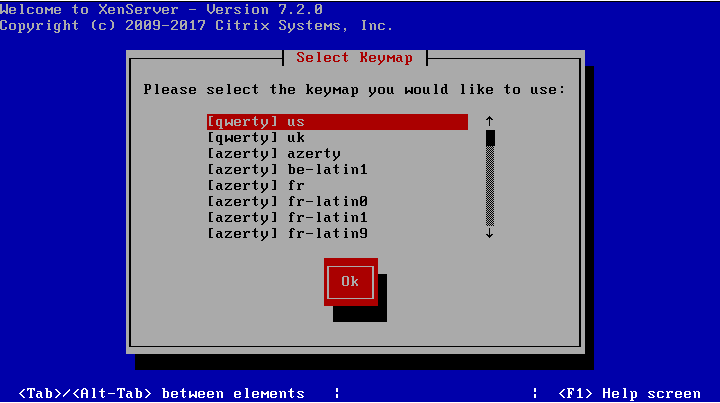 Welcome to XenServer - Version 7.2.0
Copyright (c) 2009-2017 Citrix Systems, Inc.
Select Keymap
Please select the keymap you would like to use:
[qwerty] us
[qwerty] uk
[azerty] azerty
[azerty] be-latin1
[azerty] fr
[azerty] fr-latin0
[azerty] fr-latin1
[azerty] fr-latin9
Ok
<Tab>/<Alt-Tab> between elements ¦ ¦ <F1> Help screen